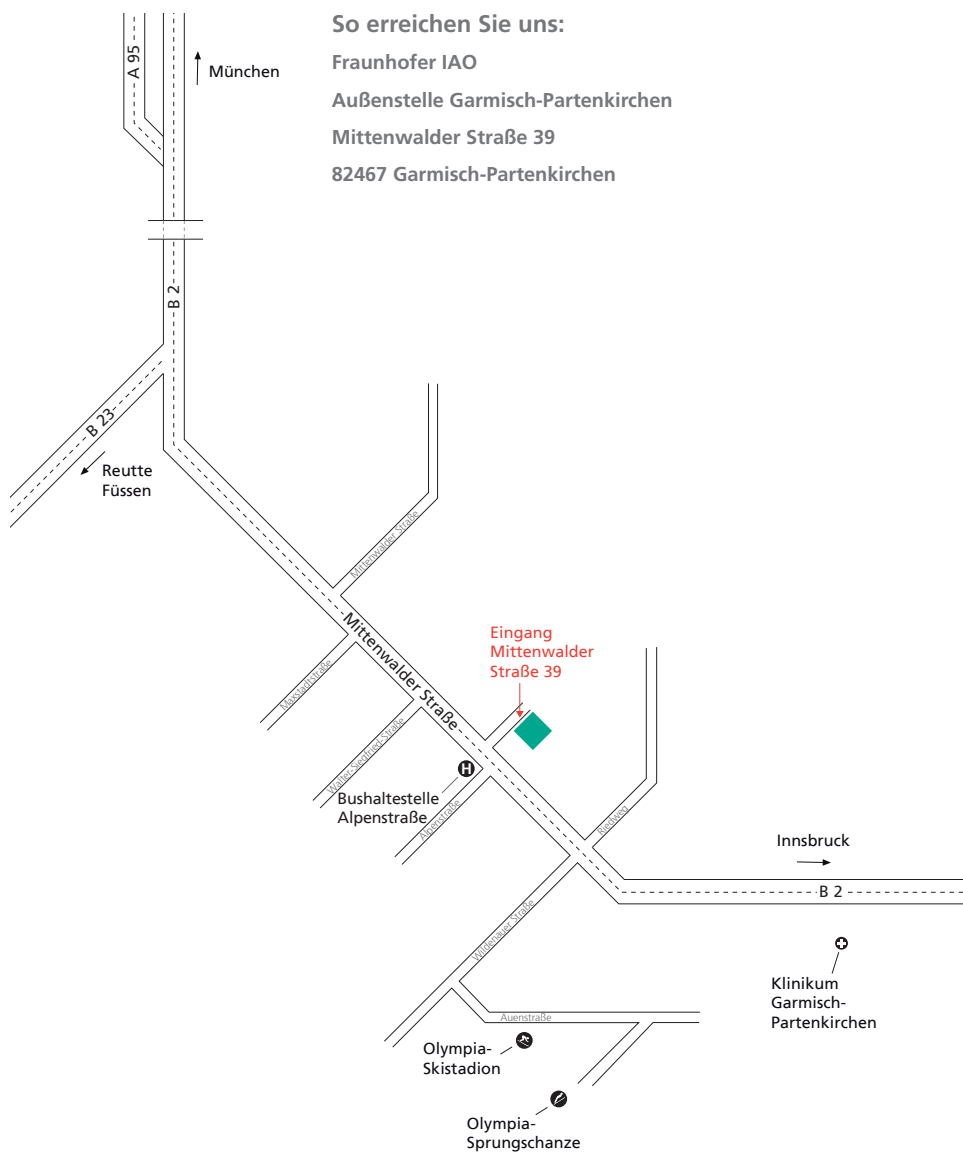 So erreichen Sie uns:
Fraunhofer IAO
Außenstelle Garmisch-Partenkirchen
Mittenwalder Straße 39
82467 Garmisch-Partenkirchen
A 95
München
B 2
B 23
Reutte
Füssen
Mittenwalder Straße
Mittenwalder Straße
Maxstadtstraße
Eingang
Mittenwalder
Straße 39
Walter-Siegfried-Straße
H
Bushaltestelle
Alpenstraße
Alpenstraße
Riedweg
Innsbruck
B 2
Wildenauer Straße
Klinikum
Garmisch-
Partenkirchen
Auenstraße
Olympia-
Skistadion
Olympia-
Sprungschanze